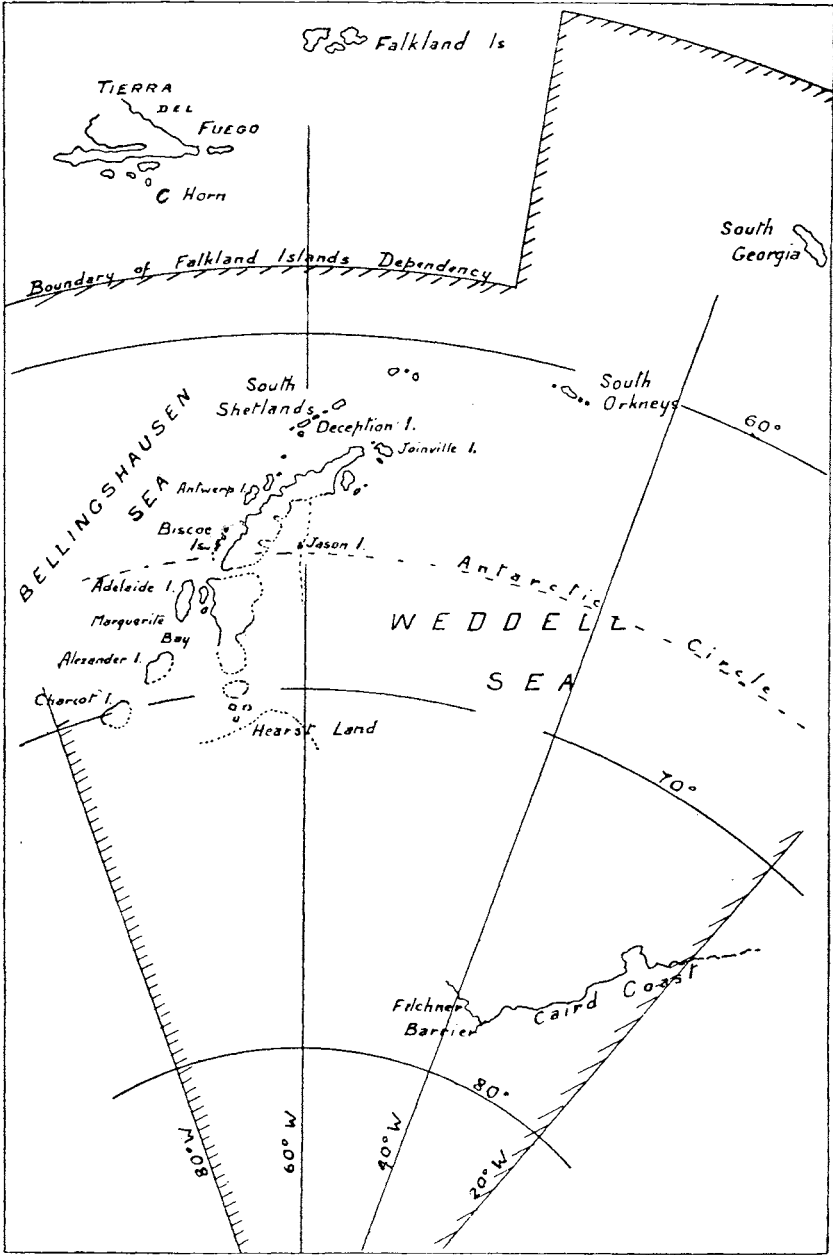 Falkland Is
TIERRA
DEL
FUEGO
C Horn
South
Georgia
Boundary of Falkland Islands Dependency
South
Shetlands
Deception I.
Joinville I.
South
Orkneys
60°
BELLINGSHAUSEN
SEA
Antwerp I.
Biscoe
Is.
Jason I.
Antarctic
Circle
Adelaide I.
Marguerite
Bay
WEDDELL
SEA
Alexander I.
Charcot I.
Hearst Land
70°
Filchner
Barrier
Caird Coast
80°
80° W
60° W
40° W
20° W